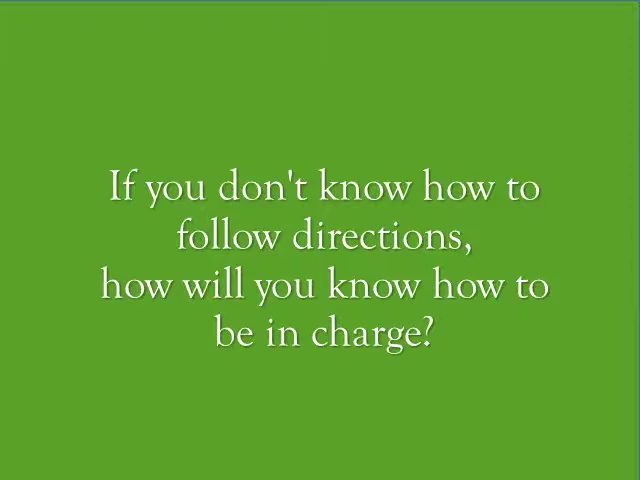 If you don't know how to
follow directions,
how will you know how to
be in charge?